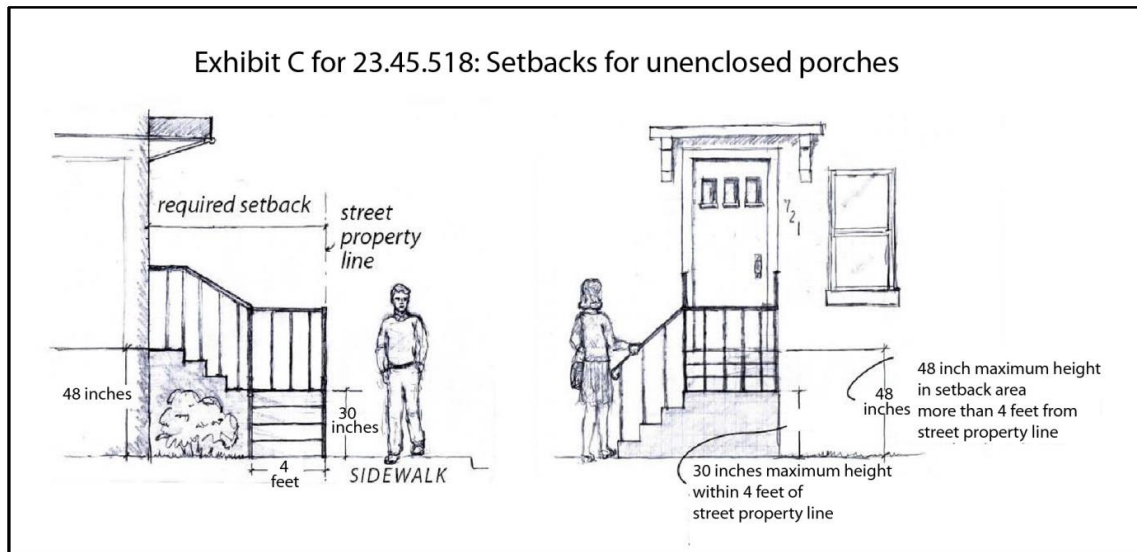 Exhibit C for 23.45.518: Setbacks for unenclosed porches
required setback
street
property
line
48 inches
30
inches
4
feet
SIDEWALK
721
48
inches
48 inch maximum height
in setback area
more than 4 feet from
street property line
30 inches maximum height
within 4 feet of
street property line